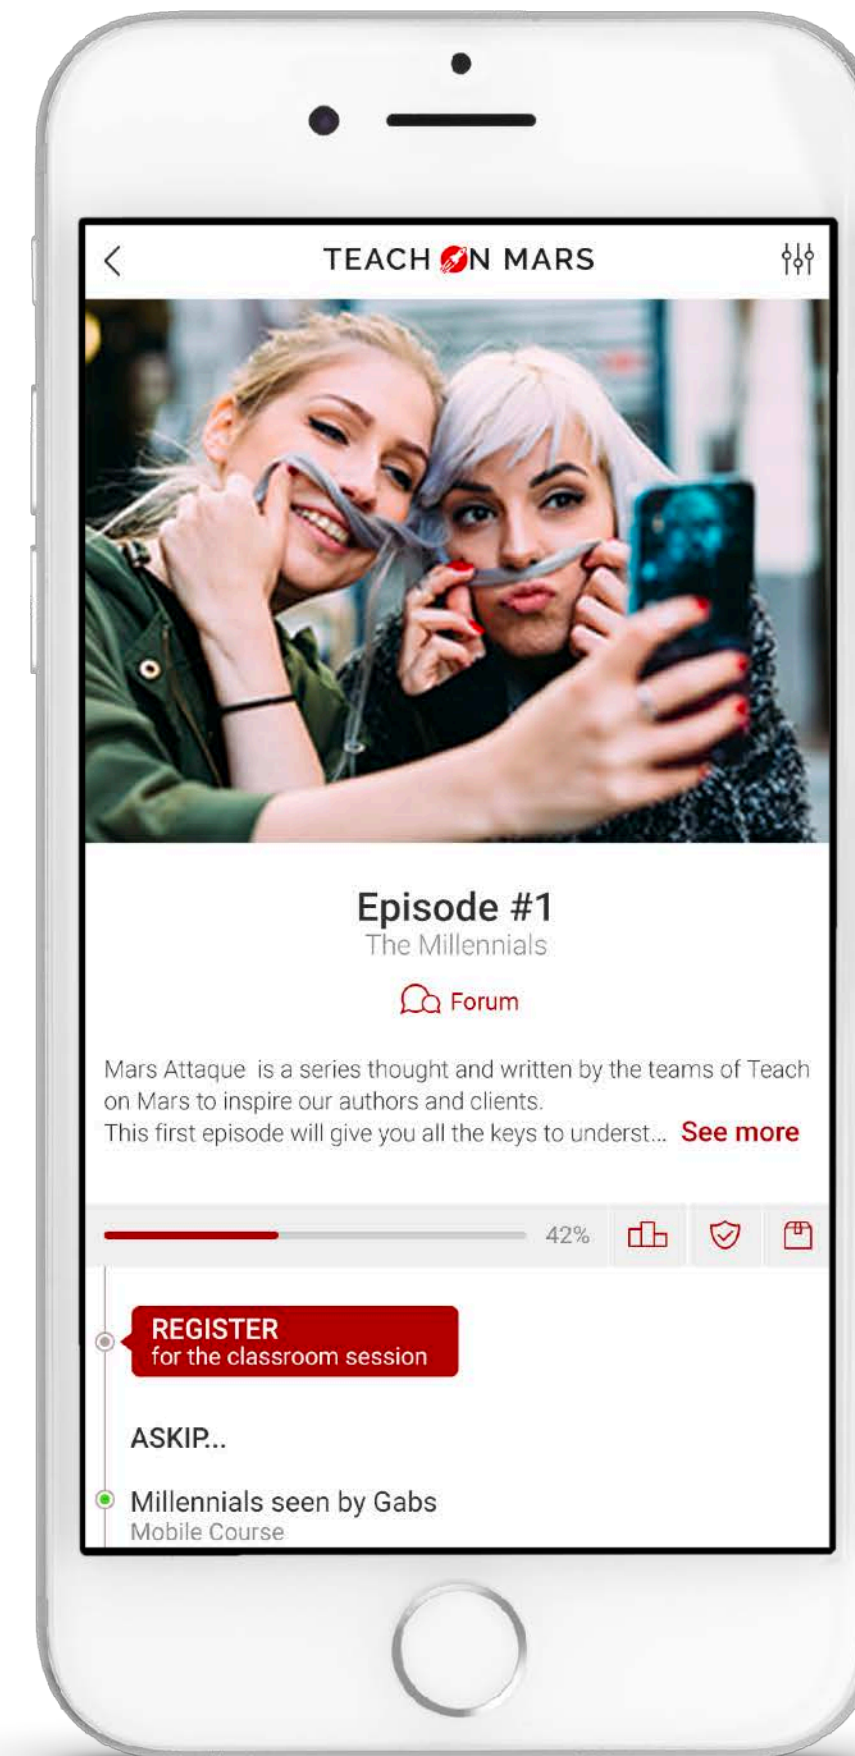 TEACH ON MARS
Episode #1
The Millennials
Forum
Mars Attaque is a series thought and written by the teams of Teach
on Mars to inspire our authors and clients.
This first episode will give you all the keys to underst... See more
42%
REGISTER
for the classroom session
ASKIP...
Millennials seen by Gabs
Mobile Course